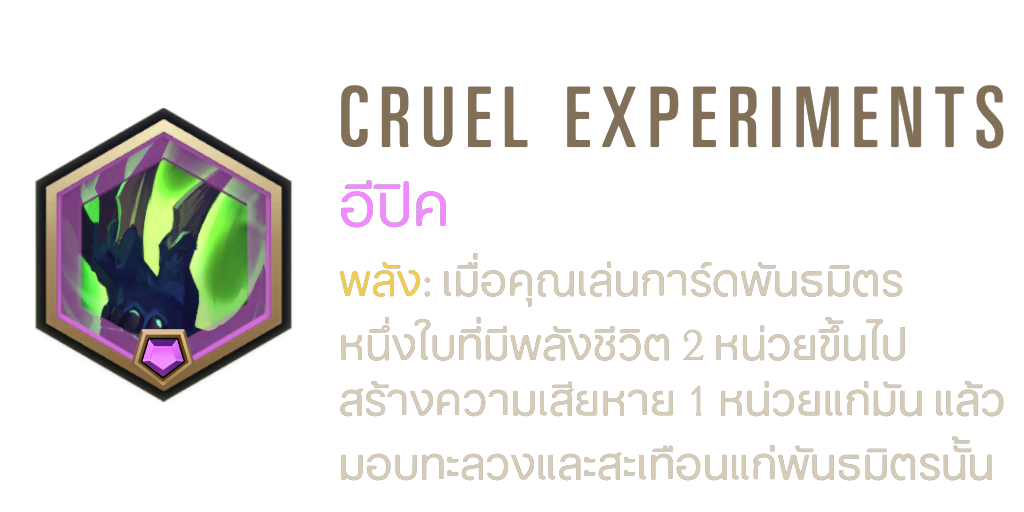 CRUEL EXPERIMENTS
อีปิค
พลัง: เมื่อคุณเล่นการ์ดพันธมิตร
หนึ่งใบที่มีพลังชีวิต 2 หน่วยขึ้นไป
สร้างความเสียหาย 1 หน่วยแก่มัน แล้ว
มอบทะลวงและสะเทือนแก่พันธมิตรนั้น